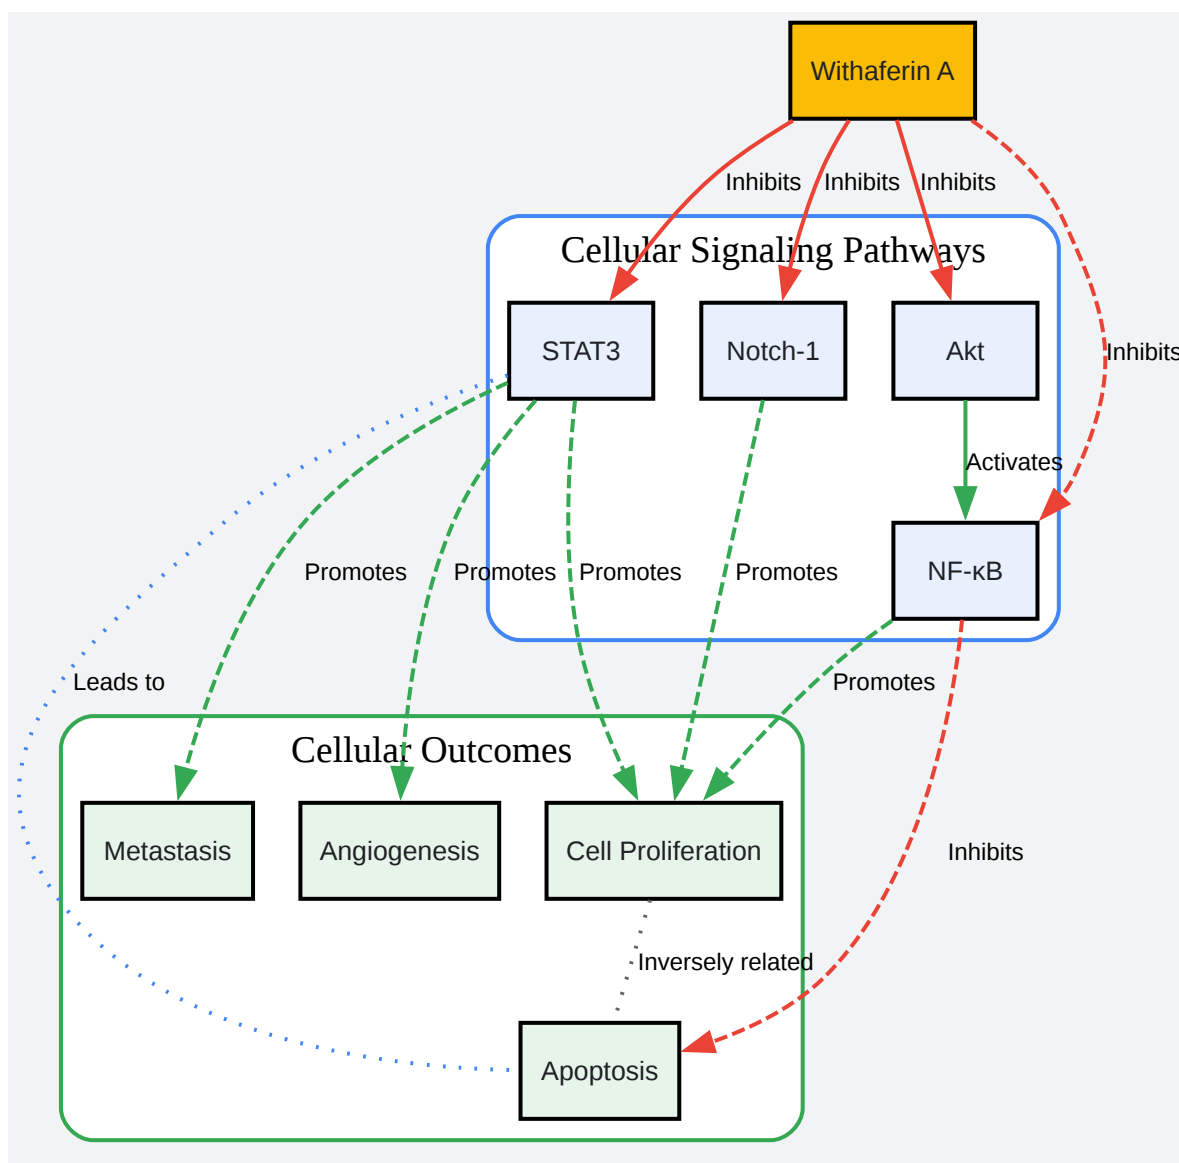 Withaferin A
Inhibits
Inhibits
Inhibits
Cellular Signaling Pathways
STAT3
Notch-1
Akt
Inhibits
Activates
Promotes
Promotes
Promotes
Promotes
NF-κB
Leads to
Promotes
Cellular Outcomes
Metastasis
Angiogenesis
Cell Proliferation
Inhibits
Inversely related
Apoptosis